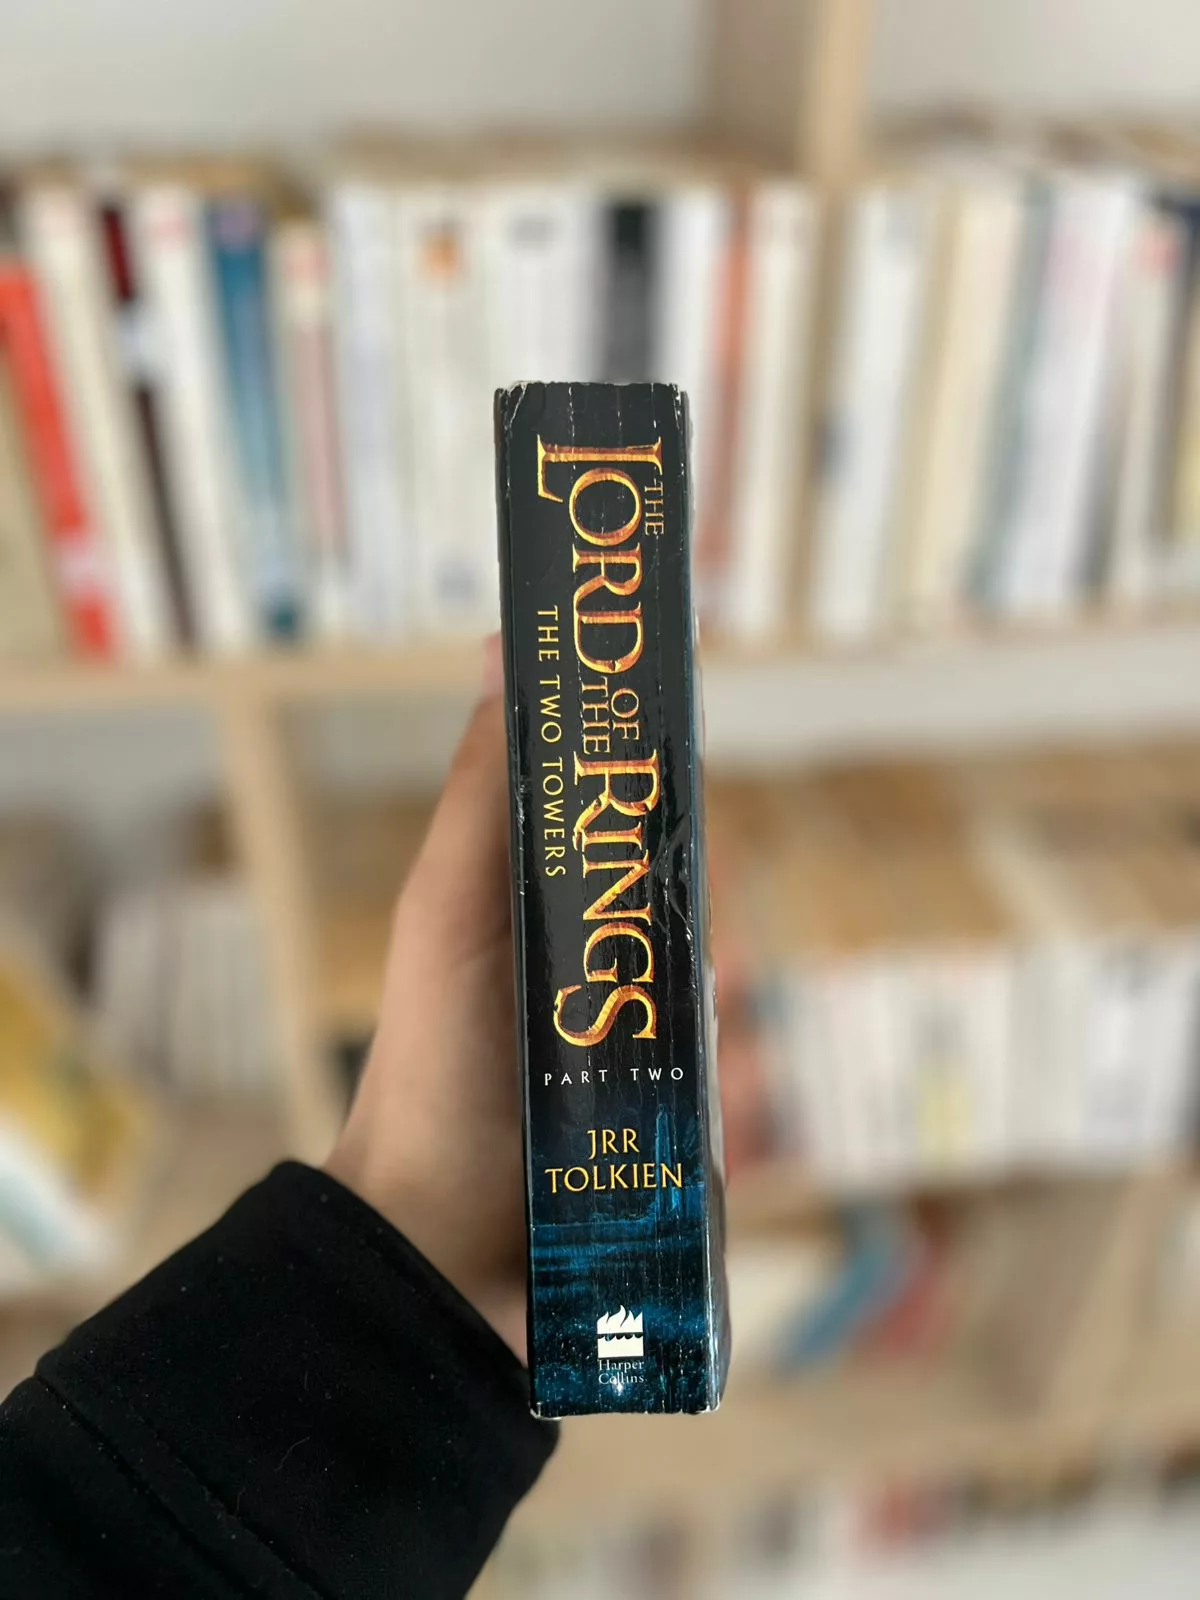 THE
LORD OF THE RINGS
THE TWO TOWERS
PART TWO
JRR
TOLKIEN
Harper
Collins